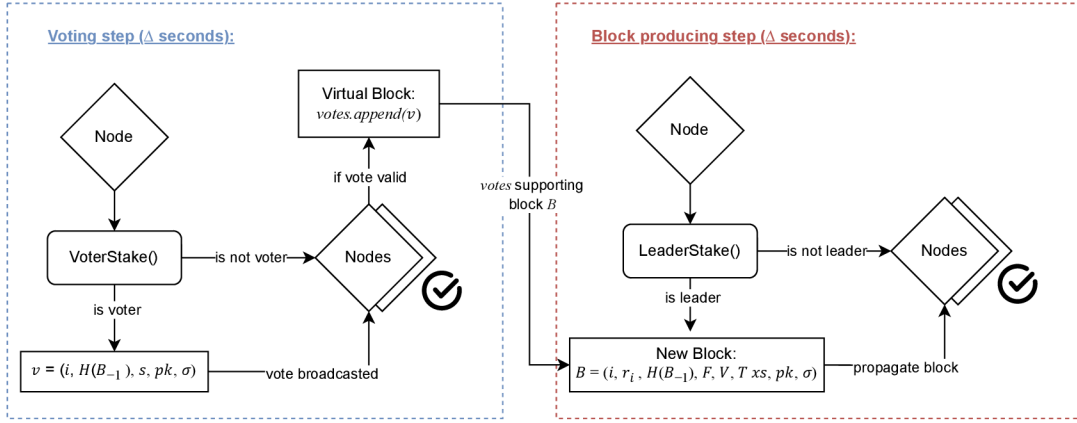 Voting step (Δ seconds):
Node
VoterStake()
is voter
v = (i, H(B₋₁), s, pk, σ)
is not voter
vote broadcasted
Nodes
if vote valid
Virtual Block:
votes.append(v)
votes supporting
block B
Block producing step (Δ seconds):
Node
LeaderStake()
is leader
is not leader
New Block:
B = (i, rᵢ , H(B₋₁), F, V, T xs, pk, σ)
propagate block
Nodes